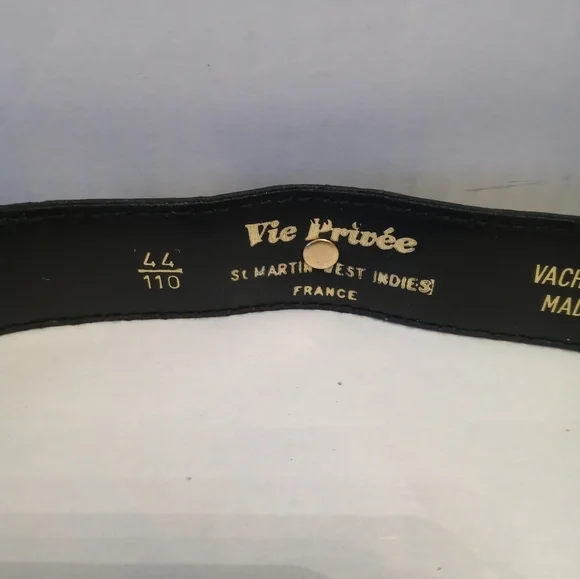 44
110
Vie Privée
St MARTIN WEST INDIES
FRANCE
VACH
MAD